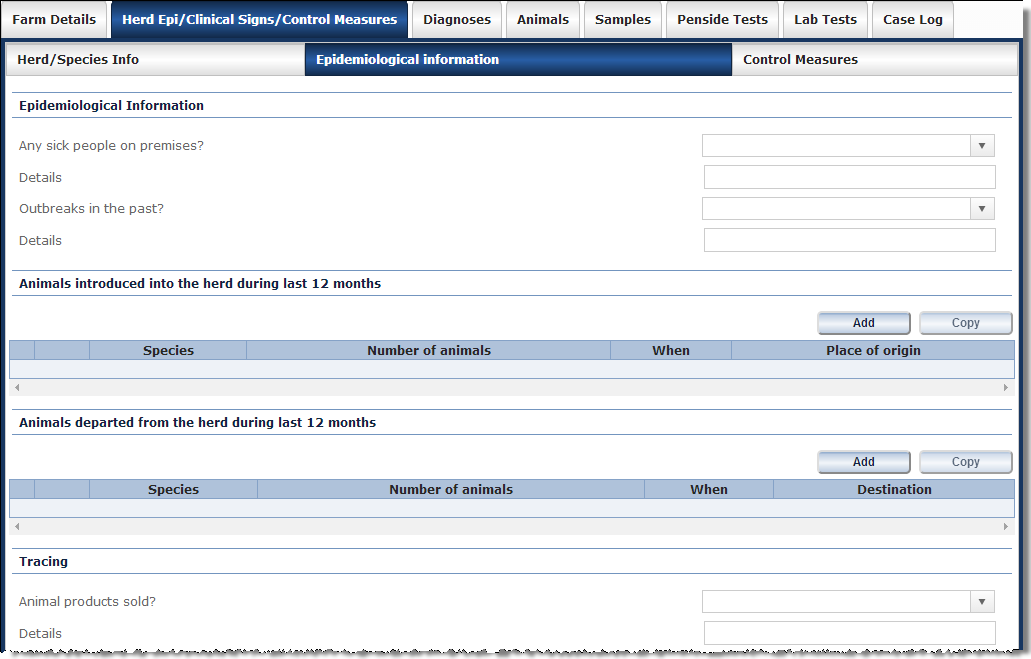 Farm Details Herd Epi/Clinical Signs/Control Measures Diagnoses Animals Samples Penside Tests Lab Tests Case Log
Herd/Species Info Epidemiological information Control Measures
Epidemiological Information
Any sick people on premises?
Details
Outbreaks in the past?
Details
Animals introduced into the herd during last 12 months
Add Copy
Species Number of animals When Place of origin
Animals departed from the herd during last 12 months
Add Copy
Species Number of animals When Destination
Tracing
Animal products sold?
Details